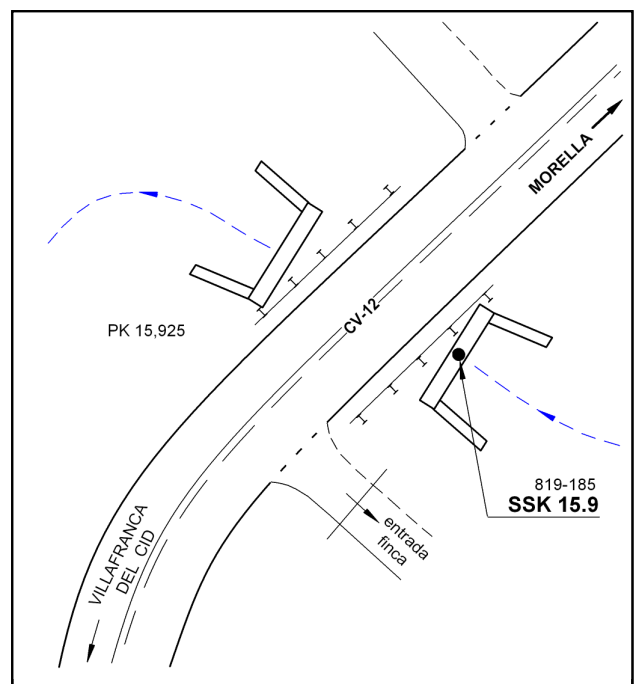 MORELLA
CV-12
PK 15,925
819-185
SSK 15.9
entrada
finca
VILLAFRANCA
DEL CID